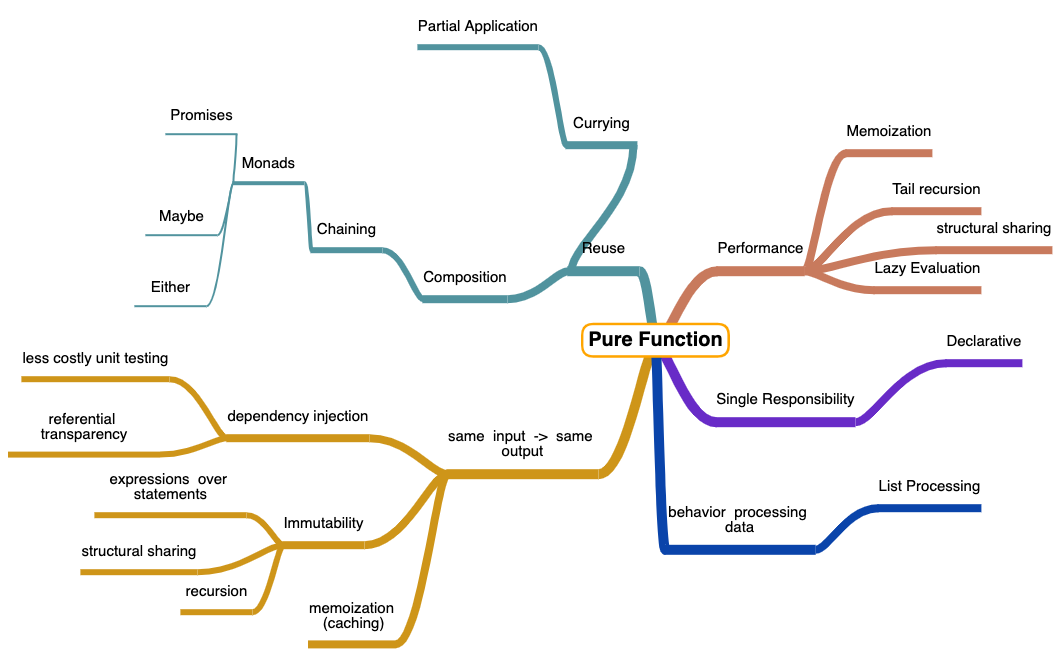 Partial Application
Currying
Promises
Monads
Maybe
Either
Chaining
Composition
Reuse
Memoization
Tail recursion
structural sharing
Performance
Lazy Evaluation
Pure Function
Declarative
Single Responsibility
List Processing
behavior processing
data
less costly unit testing
referential
transparency
dependency injection
same input -> same
output
expressions over
statements
Immutability
structural sharing
recursion
memoization
(caching)